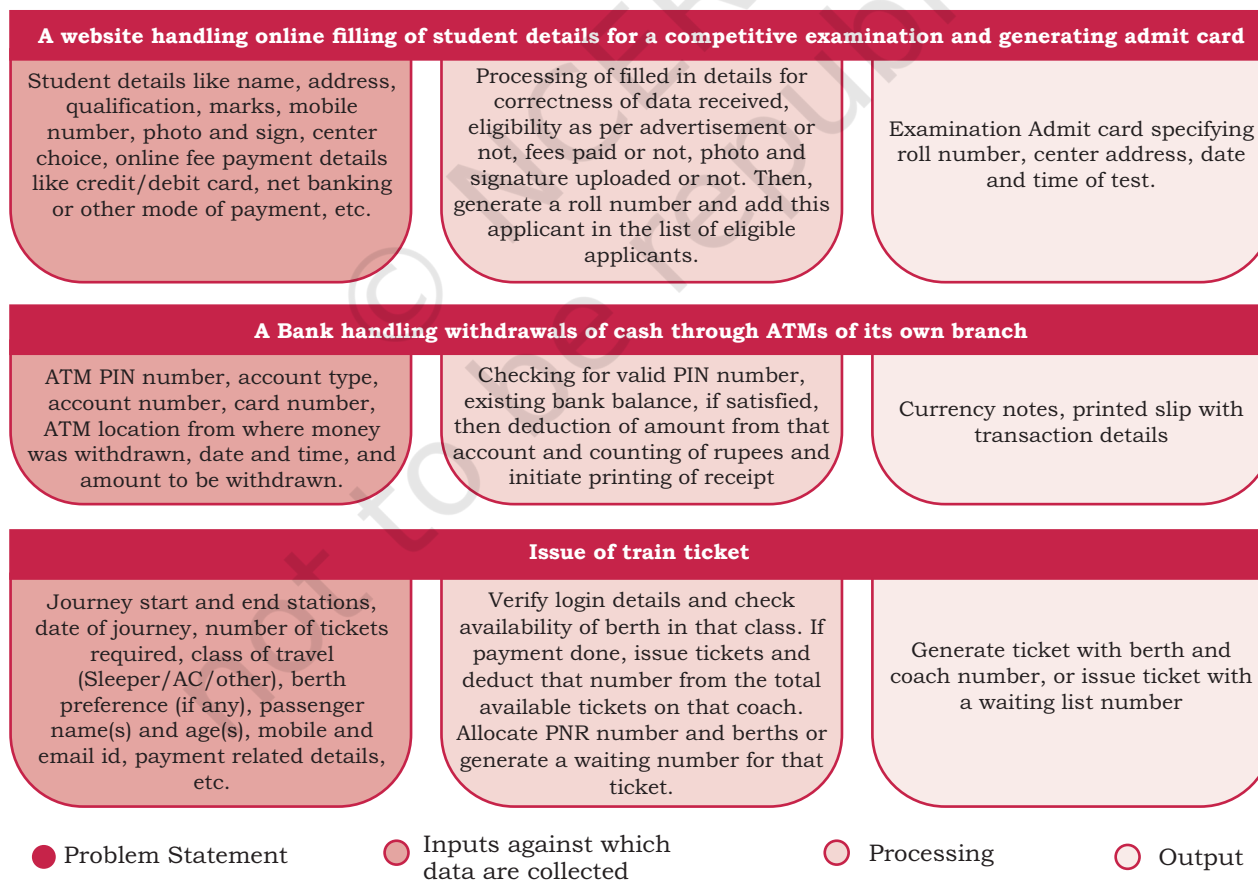 A website handling online filling of student details for a competitive examination and generating admit card
Student details like name, address,
qualification, marks, mobile
number, photo and sign, center
choice, online fee payment details
like credit/debit card, net banking
or other mode of payment, etc.
Processing of filled in details for
correctness of data received,
eligibility as per advertisement or
not, fees paid or not, photo and
signature uploaded or not. Then,
generate a roll number and add this
applicant in the list of eligible
applicants.
Examination Admit card specifying
roll number, center address, date
and time of test.
A Bank handling withdrawals of cash through ATMs of its own branch
ATM PIN number, account type,
account number, card number,
ATM location from where money
was withdrawn, date and time, and
amount to be withdrawn.
Checking for valid PIN number,
existing bank balance, if satisfied,
then deduction of amount from that
account and counting of rupees and
initiate printing of receipt
Currency notes, printed slip with
transaction details
Issue of train ticket
Journey start and end stations,
date of journey, number of tickets
required, class of travel
(Sleeper/AC/other), berth
preference (if any), passenger
name(s) and age(s), mobile and
email id, payment related details,
etc.
Verify login details and check
availability of berth in that class. If
payment done, issue tickets and
deduct that number from the total
available tickets on that coach.
Allocate PNR number and berths or
generate a waiting number for that
ticket.
Generate ticket with berth and
coach number, or issue ticket with
a waiting list number
Problem Statement
Inputs against which
data are collected
Processing
Output
© NCE
not to be republ